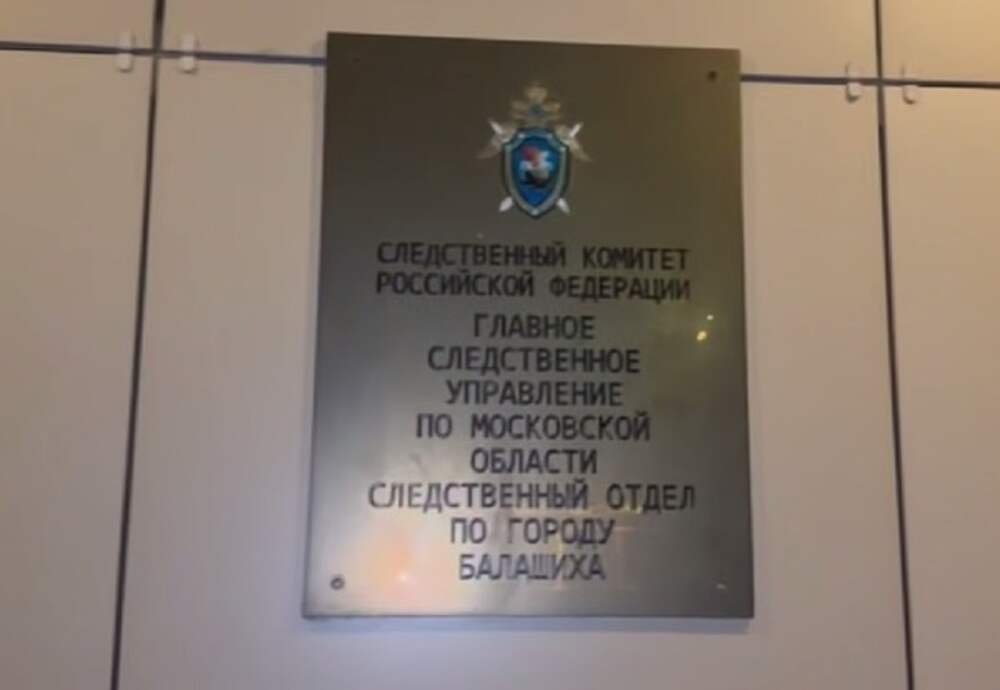 СЛЕДСТВЕННЫЙ КОМИТЕТ
РОССИЙСКОЙ ФЕДЕРАЦИИ
ГЛАВНОЕ
СЛЕДСТВЕННОЕ
УПРАВЛЕНИЕ
ПО МОСКОВСКОЙ
ОБЛАСТИ
СЛЕДСТВЕННЫЙ ОТДЕЛ
ПО ГОРОДУ
БАЛАШИХА